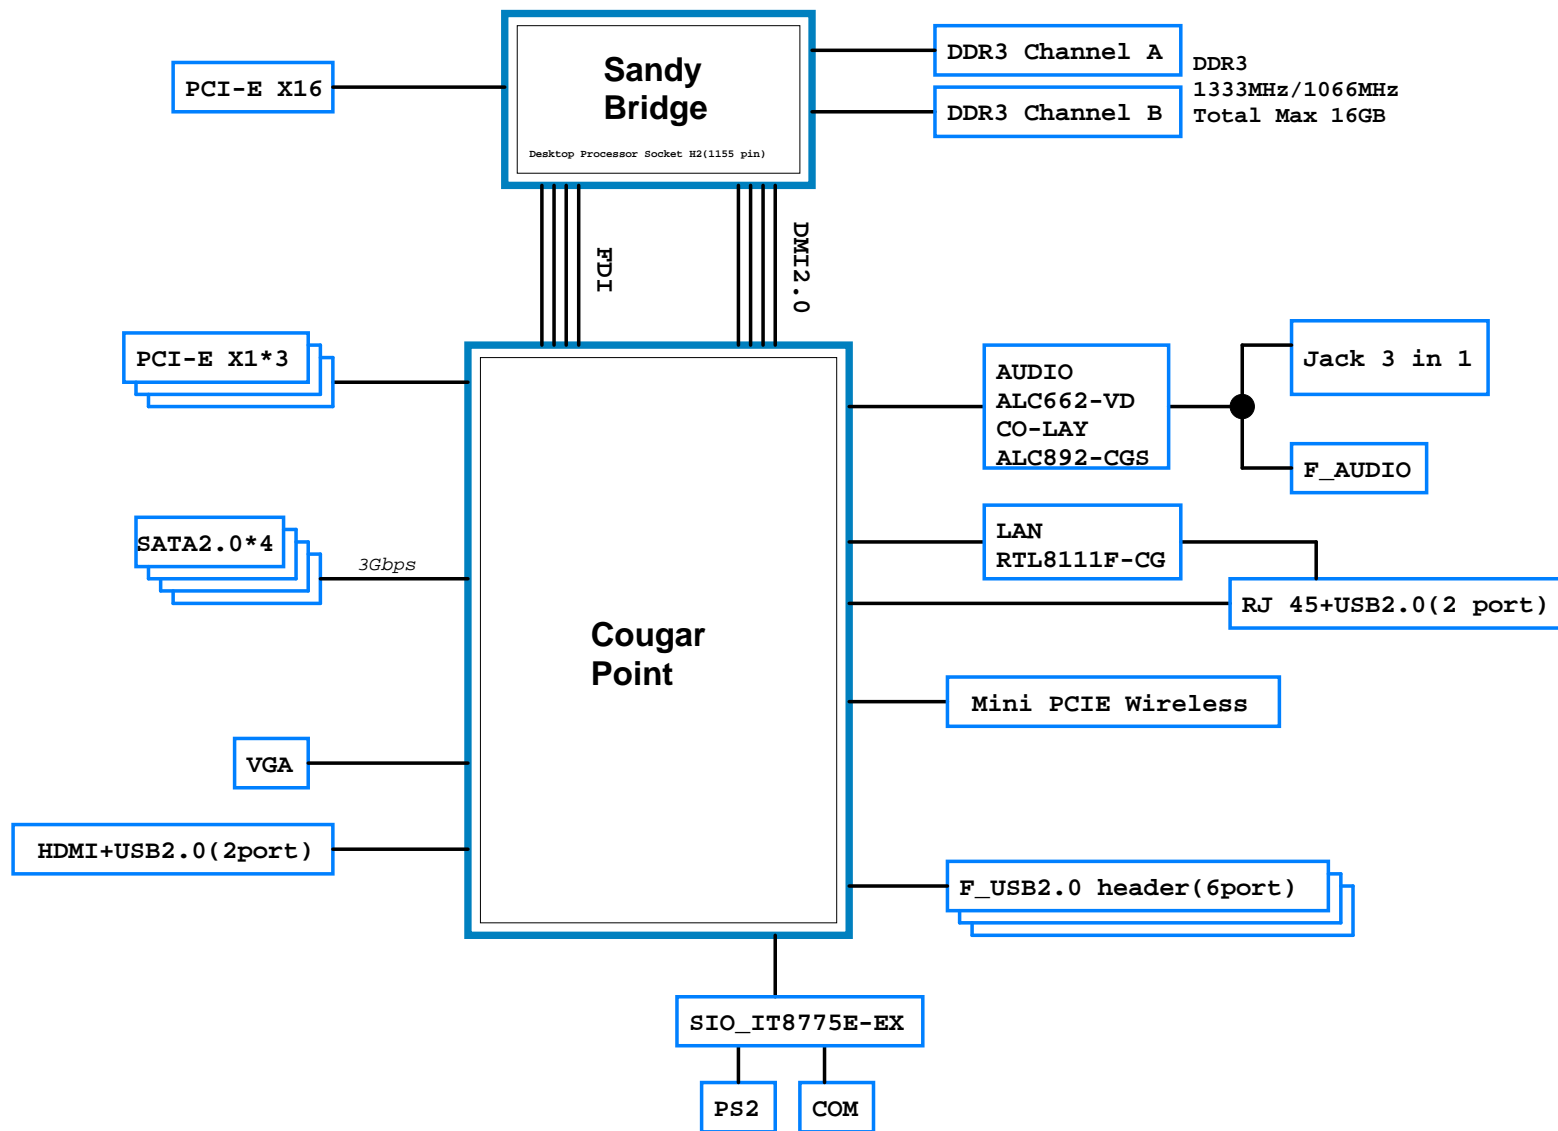 Sandy
Bridge
Desktop Processor Socket H2(1155 pin)
PCI-E X16
DDR3 Channel A
DDR3 Channel B
DDR3
1333MHz/1066MHz
Total Max 16GB
FDI
DMI2.0
PCI-E X1*3
SATA2.0*4
3Gbps
Cougar
Point
VGA
HDMI+USB2.0(2port)
AUDIO
ALC662-VD
CO-LAY
ALC892-CGS
Jack 3 in 1
F_AUDIO
LAN
RTL8111F-CG
RJ 45+USB2.0(2 port)
Mini PCIE Wireless
F_USB2.0 header(6port)
SIO_IT8775E-EX
PS2
COM